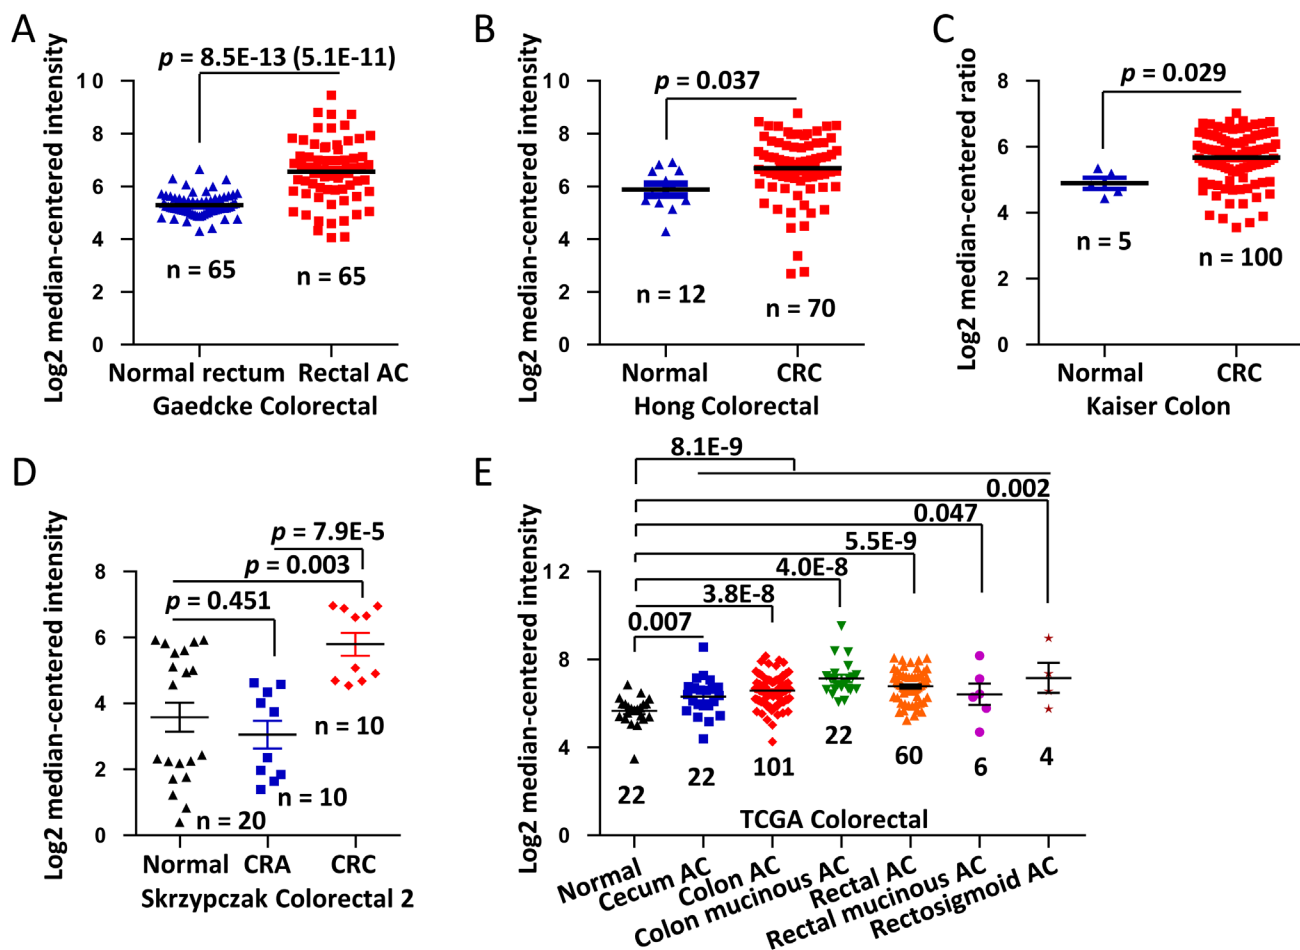 A
p = 8.5E-13 (5.1E-11)
Log2 median-centered intensity
10
8
6
4
2
0
n = 65
n = 65
Normal rectum Rectal AC
Gaedcke Colorectal
B
p = 0.037
Log2 median-centered intensity
10
8
6
4
2
0
n = 12
n = 70
Normal CRC
Hong Colorectal
C
p = 0.029
Log2 median-centered ratio
8
6
4
2
0
n = 5
n = 100
Normal CRC
Kaiser Colon
D
p = 7.9E-5
p = 0.003
p = 0.451
Log2 median-centered intensity
8
6
4
2
0
n = 20
n = 10
n = 10
Normal CRA CRC
Skrzypczak Colorectal 2
E
8.1E-9
0.002
0.047
5.5E-9
4.0E-8
3.8E-8
0.007
Log2 median-centered intensity
12
8
4
0
22
22
101
22
60
6
4
TCGA Colorectal
Normal
Cecum AC
Colon AC
Colon mucinous AC
Rectal AC
Rectal mucinous AC
Rectosigmoid AC